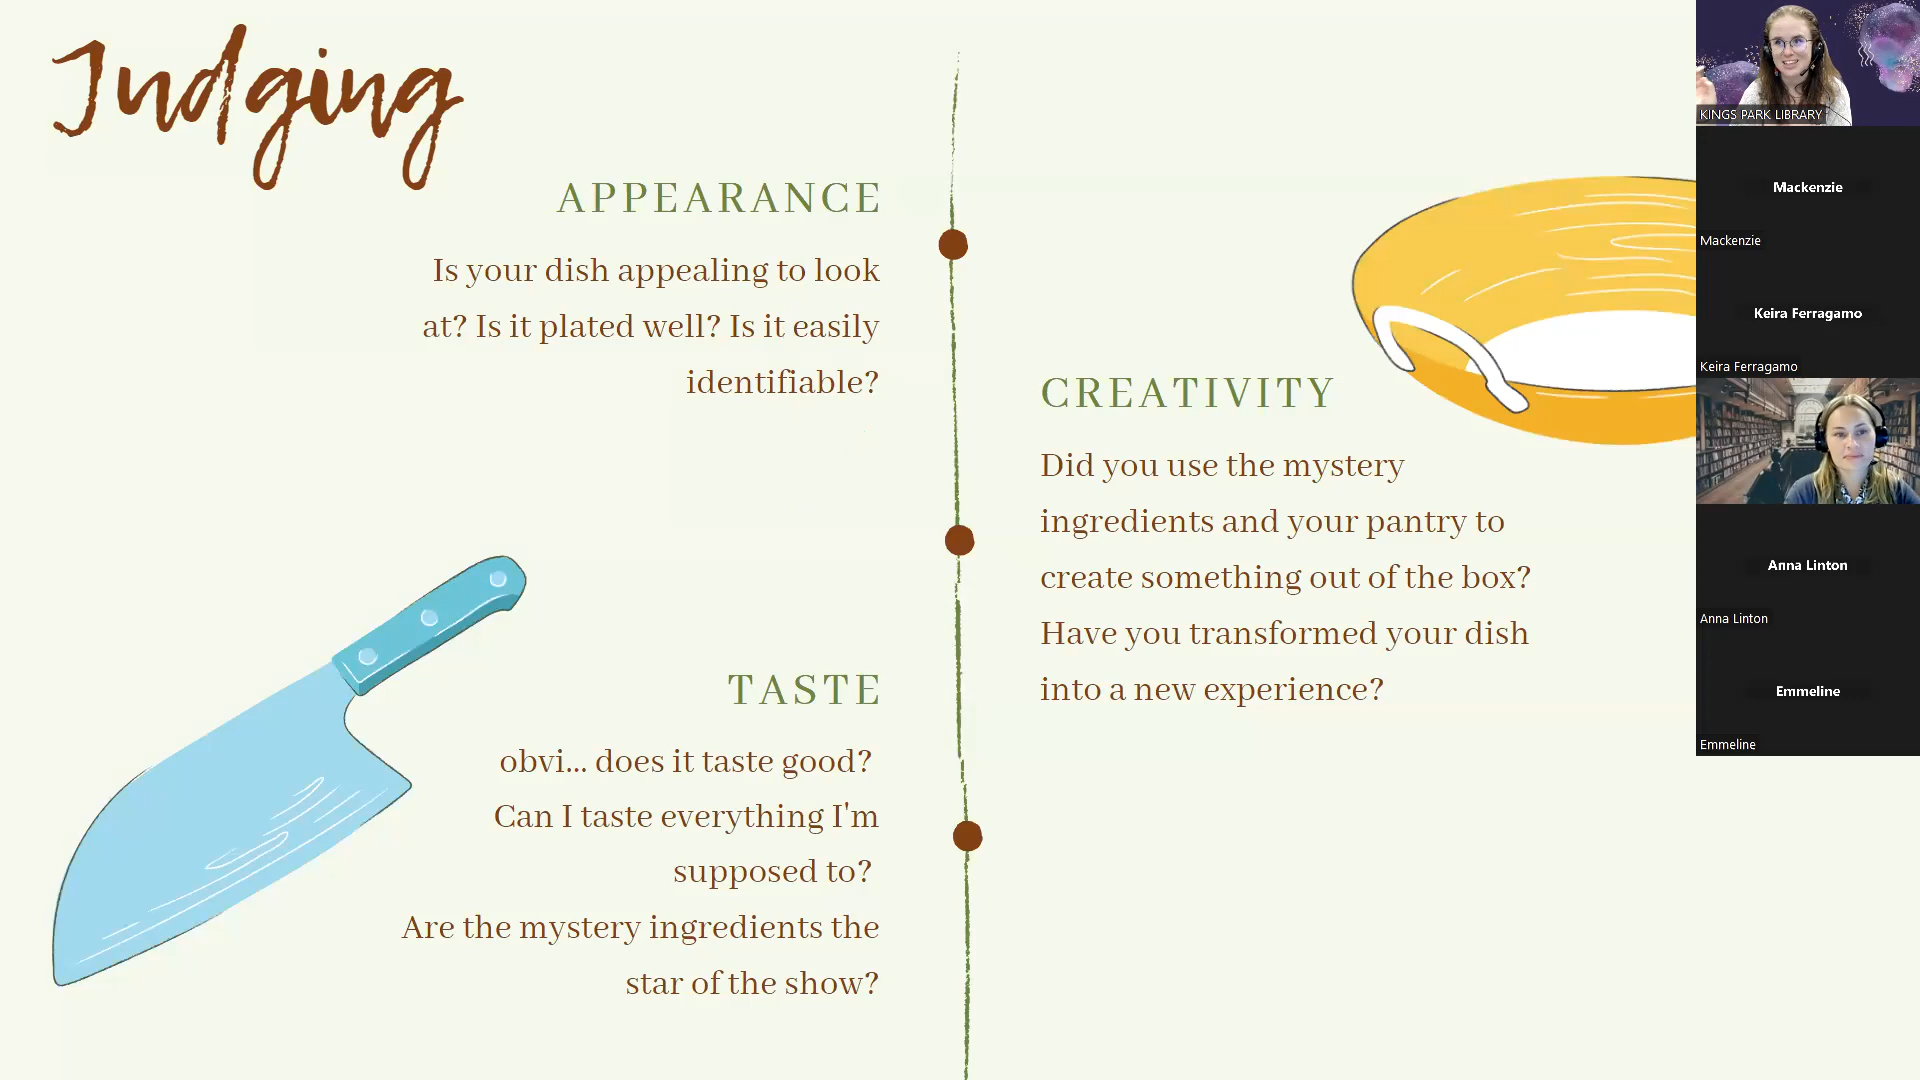 Judging
APPEARANCE
Is your dish appealing to look
at? Is it plated well? Is it easily
identifiable?
CREATIVITY
Did you use the mystery
ingredients and your pantry to
create something out of the box?
Have you transformed your dish
into a new experience?
TASTE
obvi... does it taste good?
Can I taste everything I'm
supposed to?
Are the mystery ingredients the
star of the show?
KINGS PARK LIBRARY
Mackenzie
Mackenzie
Keira Ferragamo
Keira Ferragamo
Anna Linton
Anna Linton
Emmeline
Emmeline